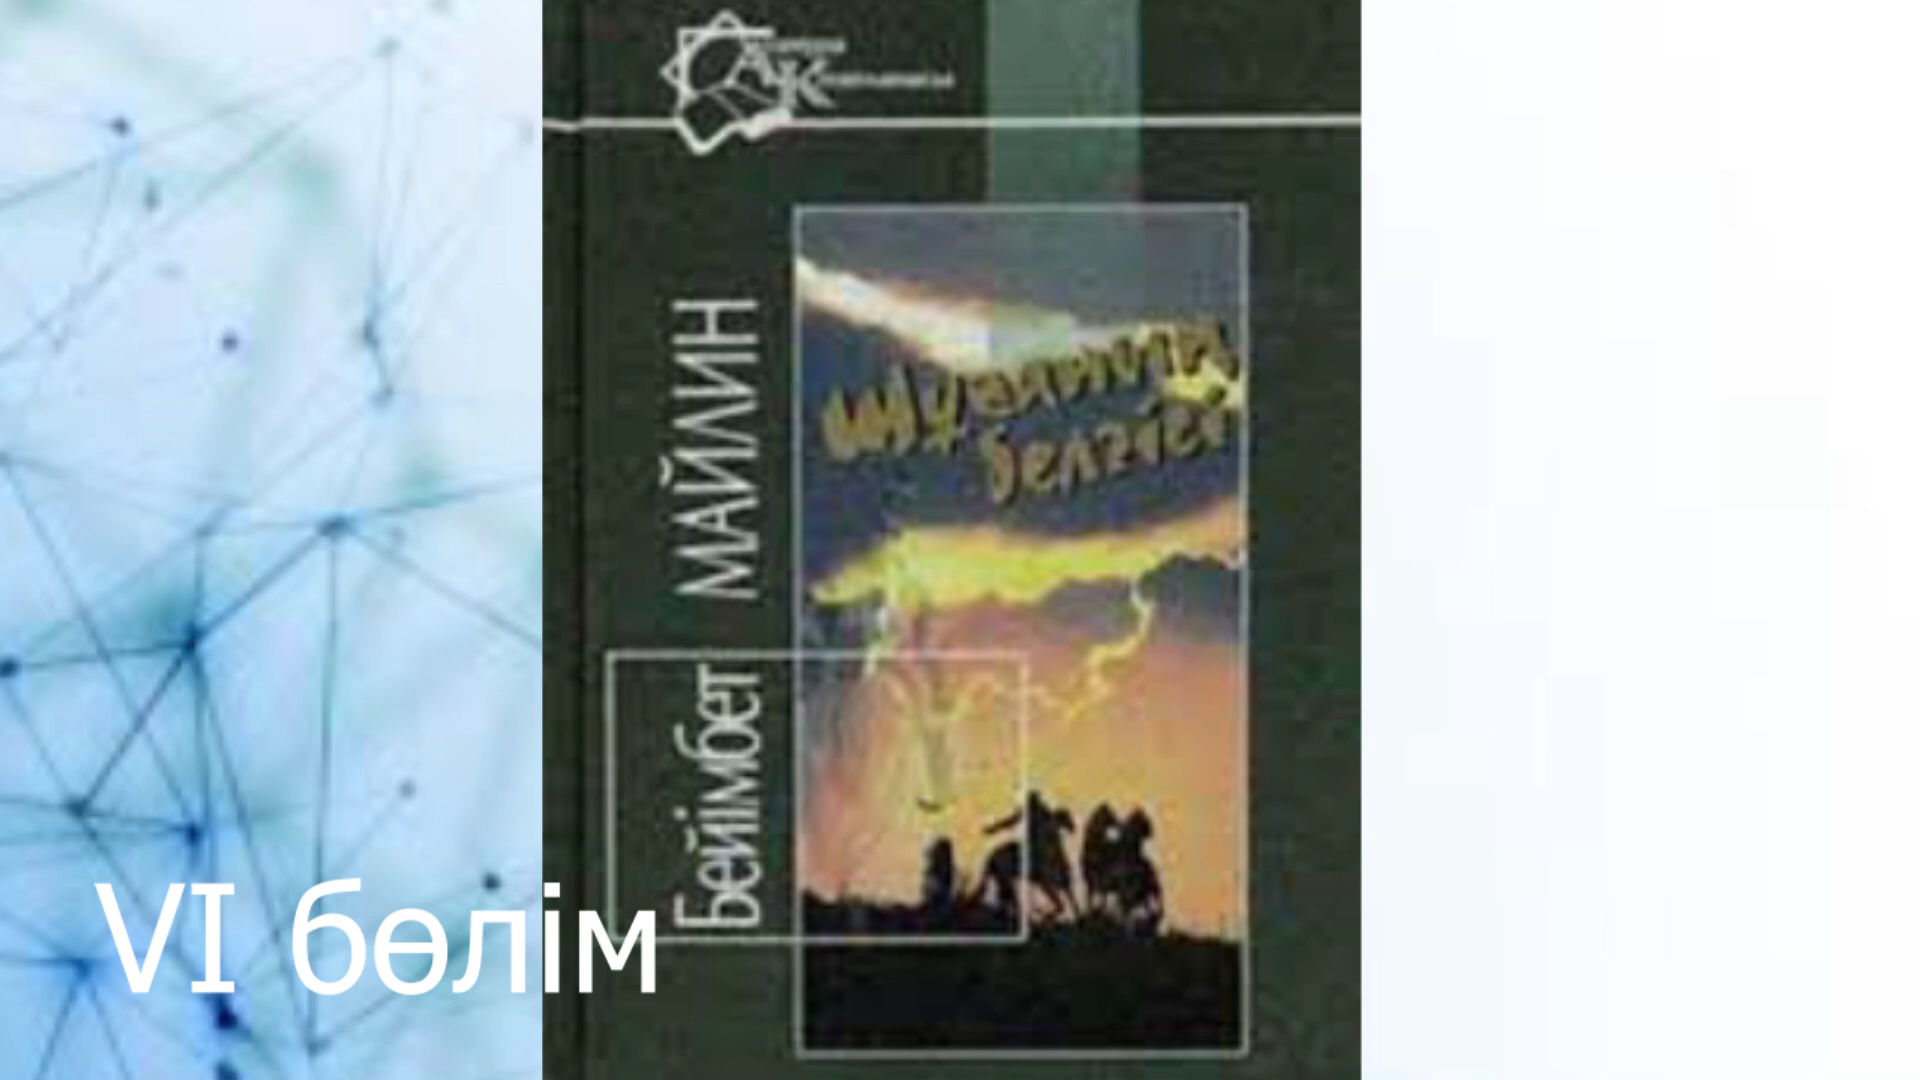 Бейімбет МАЙЛИН
Шұғаның
белгісі
VI бөлім